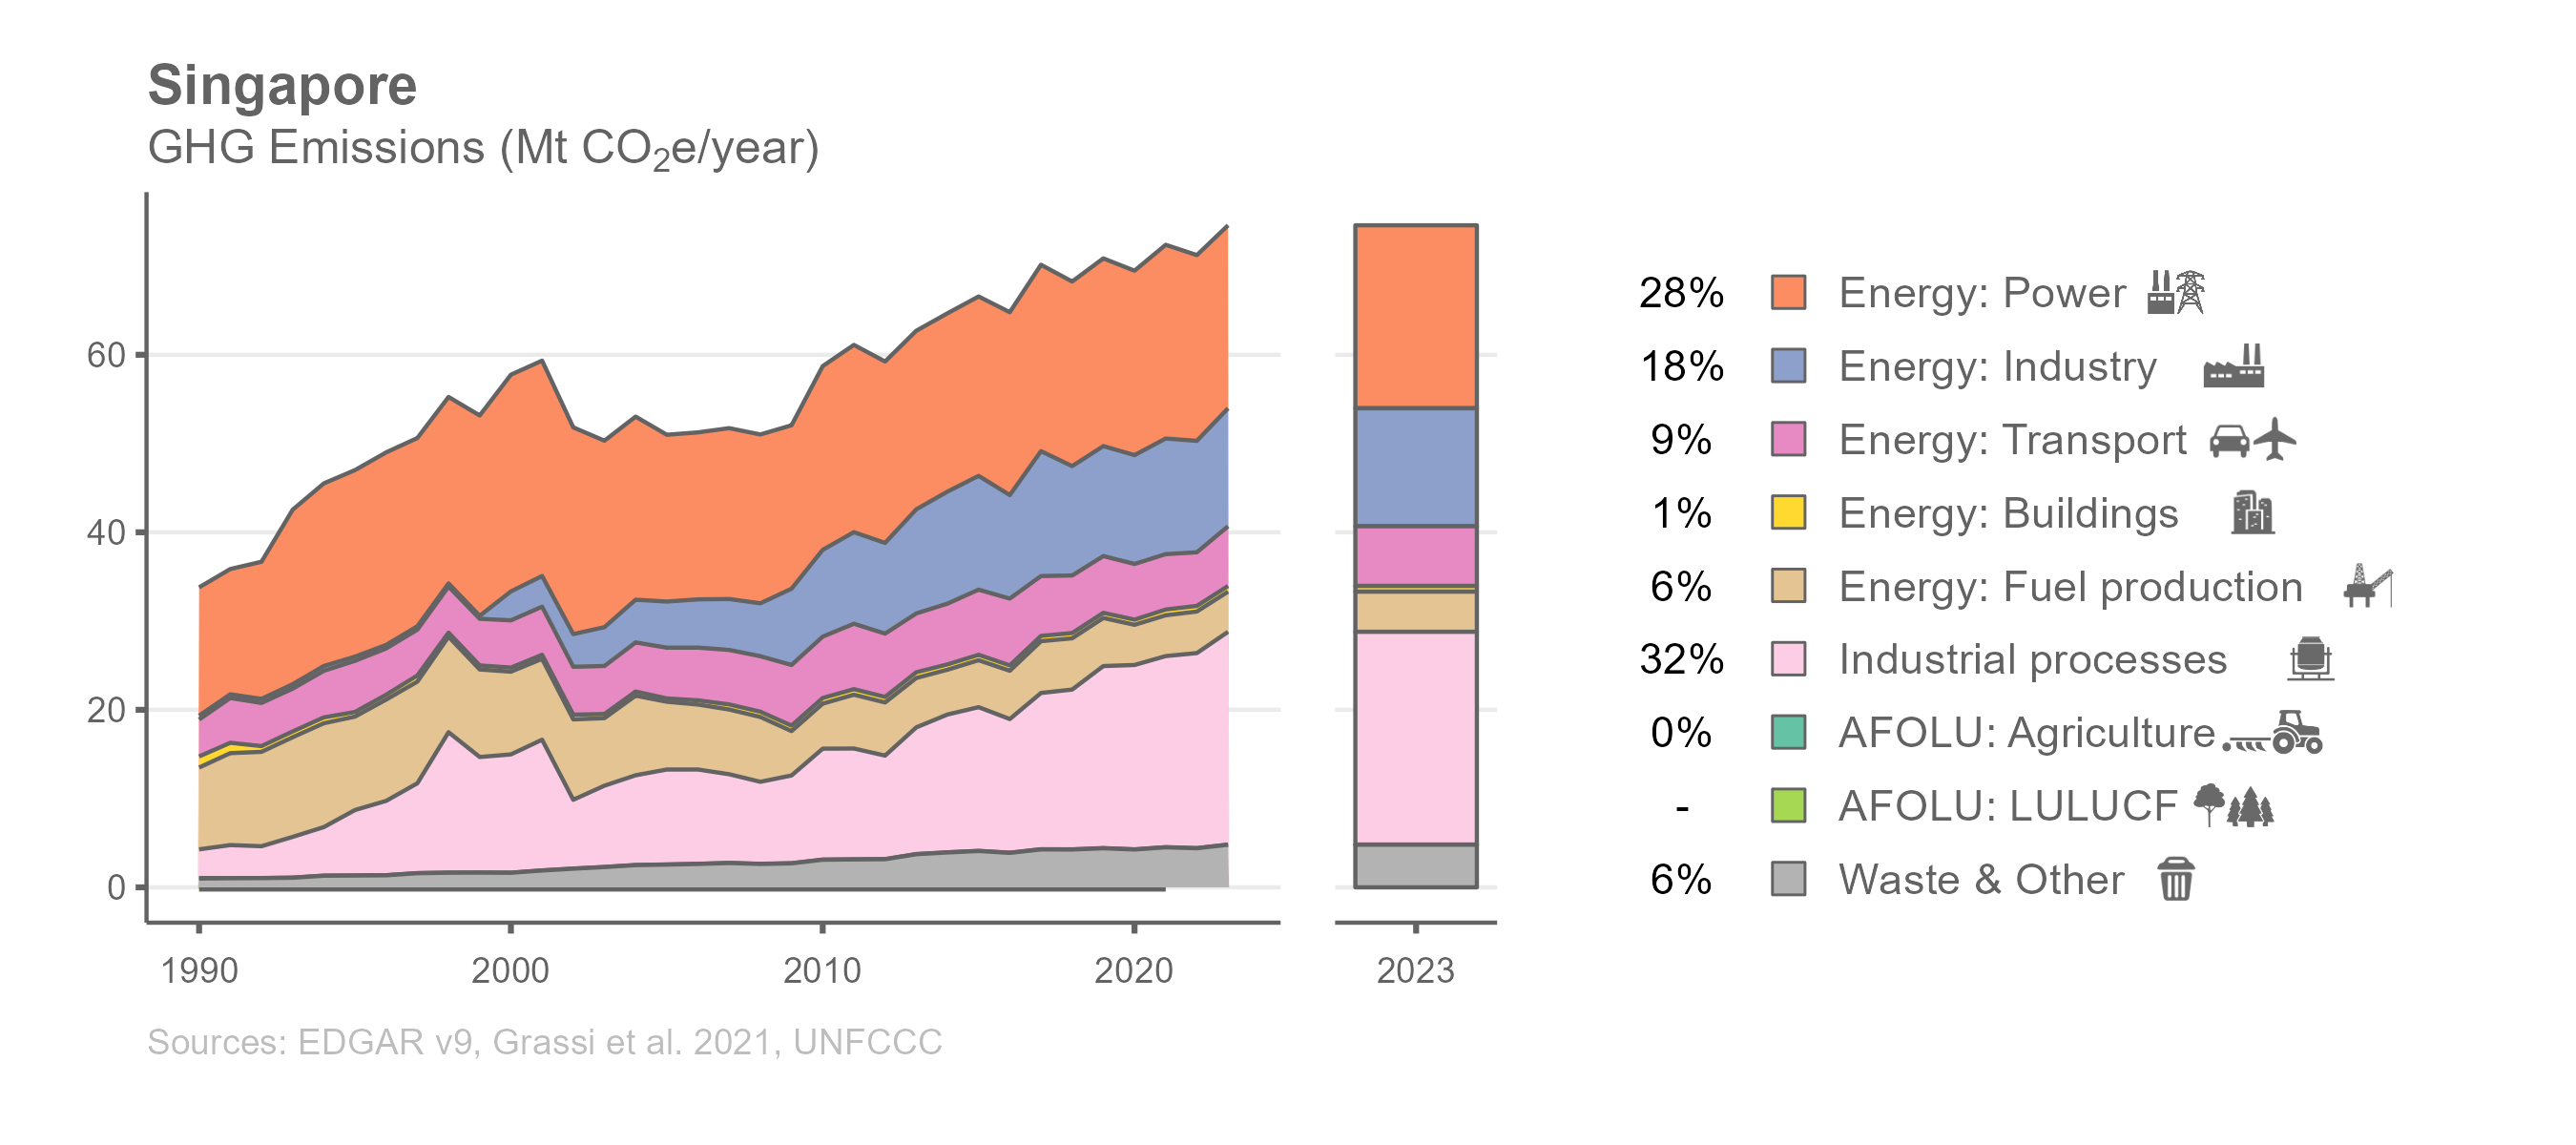 Singapore
GHG Emissions (Mt CO₂e/year)
60
40
20
0
1990 2000 2010 2020 2023
28% Energy: Power
18% Energy: Industry
9% Energy: Transport
1% Energy: Buildings
6% Energy: Fuel production
32% Industrial processes
0% AFOLU: Agriculture
- AFOLU: LULUCF
6% Waste & Other
Sources: EDGAR v9, Grassi et al. 2021, UNFCCC